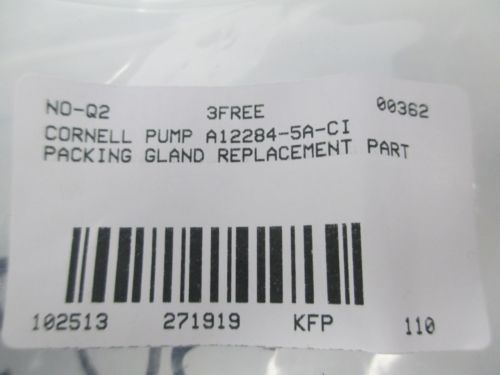 NO-Q2 3FREE 00362
CORNELL PUMP A12284-5A-CI
PACKING GLAND REPLACEMENT PART
102513 271919 KFP 110